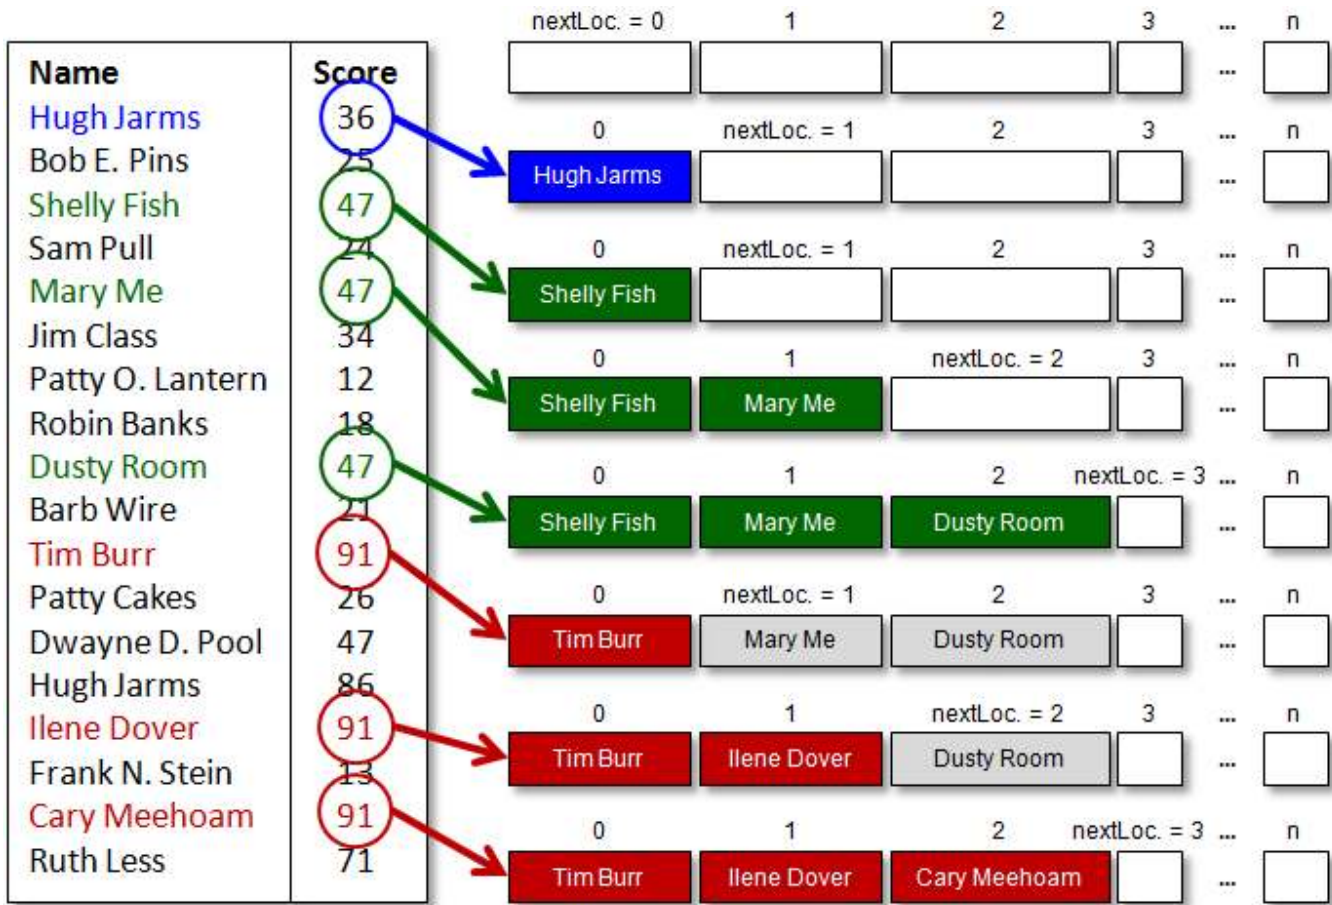 Name Score
Hugh Jarms 36
Bob E. Pins 25
Shelly Fish 47
Sam Pull 24
Mary Me 47
Jim Class 34
Patty O. Lantern 12
Robin Banks 18
Dusty Room 47
Barb Wire 21
Tim Burr 91
Patty Cakes 26
Dwayne D. Pool 47
Hugh Jarms 86
Ilene Dover 91
Frank N. Stein 13
Cary Meehoam 91
Ruth Less 71
nextLoc. = 0 1 2 3 ... n
...
0 nextLoc. = 1 2 3 ... n
Hugh Jarms ...
0 nextLoc. = 1 2 3 ... n
Shelly Fish ...
0 1 nextLoc. = 2 3 ... n
Shelly Fish Mary Me ...
0 1 2 nextLoc. = 3 ... n
Shelly Fish Mary Me Dusty Room ...
0 nextLoc. = 1 2 3 ... n
Tim Burr Mary Me Dusty Room ...
0 1 nextLoc. = 2 3 ... n
Tim Burr Ilene Dover Dusty Room ...
0 1 2 nextLoc. = 3 ... n
Tim Burr Ilene Dover Cary Meehoam ...